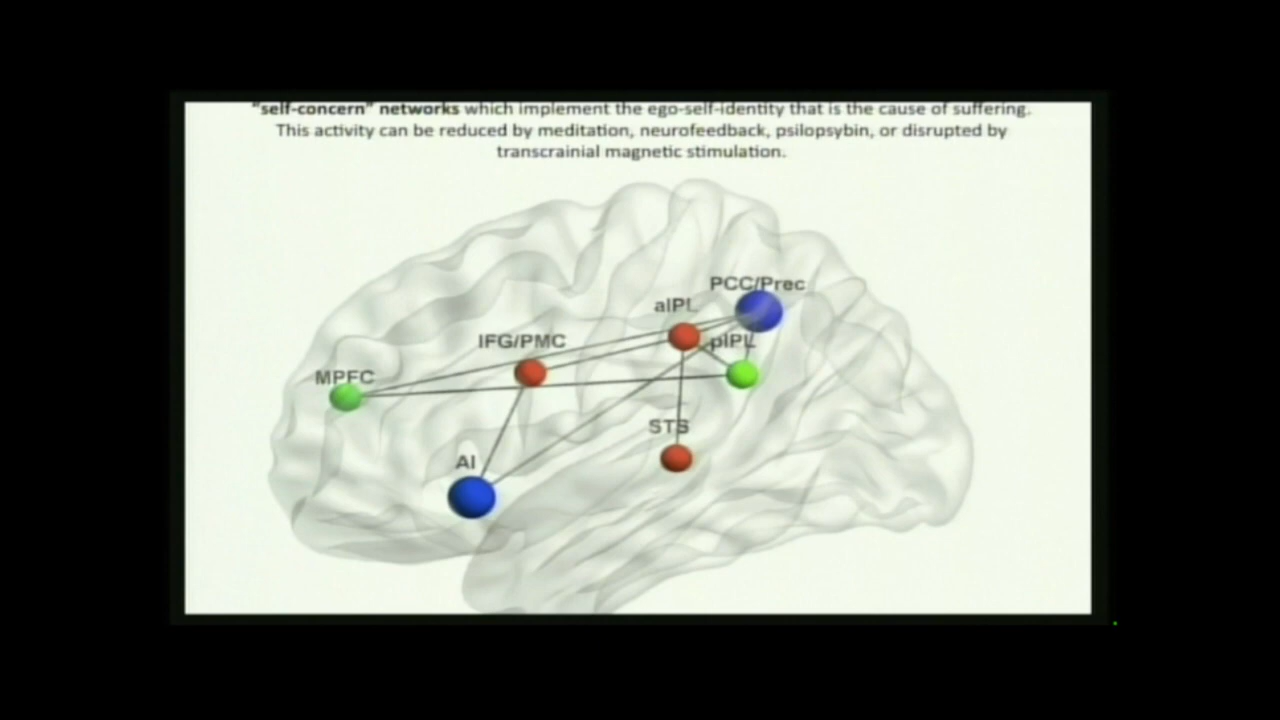 "self-concern" networks which implement the ego-self-identity that is the cause of suffering.
This activity can be reduced by meditation, neurofeedback, psilopsybin, or disrupted by
transcrainial magnetic stimulation.
PCC/Prec
aIPL
IFG/PMC
pIPL
MPFC
STS
AI